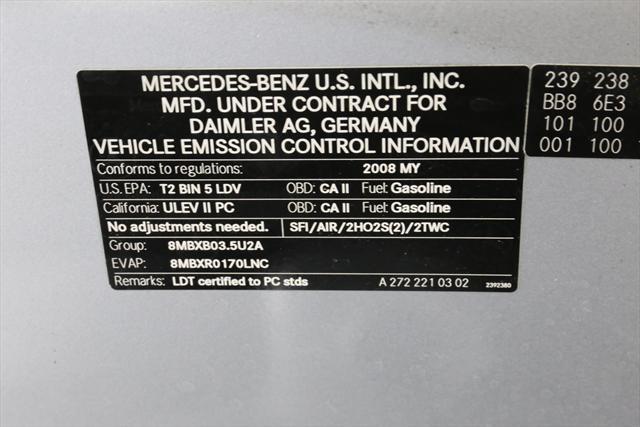 MERCEDES-BENZ U.S. INTL., INC.
MFD. UNDER CONTRACT FOR
DAIMLER AG, GERMANY
VEHICLE EMISSION CONTROL INFORMATION
Conforms to regulations: 2008 MY
U.S. EPA: T2 BIN 5 LDV OBD: CA II Fuel: Gasoline
California: ULEV II PC OBD: CA II Fuel: Gasoline
No adjustments needed. SFI/AIR/2HO2S(2)/2TWC
Group: 8MBXB03.5U2A
EVAP: 8MBXR0170LNC
Remarks: LDT certified to PC stds A 272 221 03 02 2392380
239 238
BB8 6E3
101 100
001 100